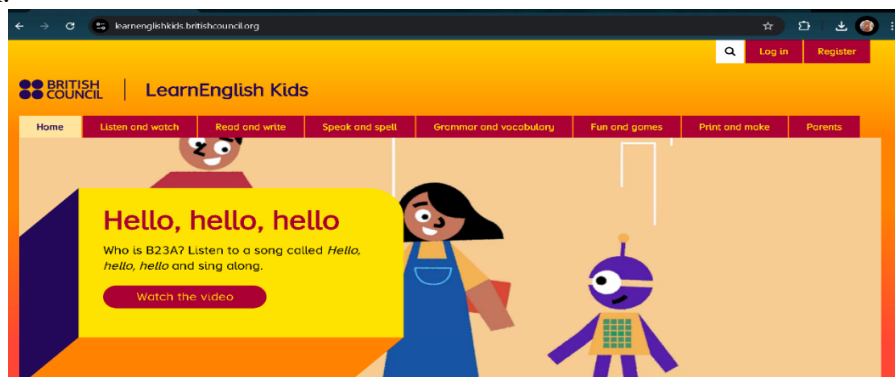 learnenglishkids.britishcouncil.org
Log in Register
BRITISH
COUNCIL
LearnEnglish Kids
Home Listen and watch Read and write Speak and spell Grammar and vocabulary Fun and games Print and make Parents
Hello, hello, hello
Who is B23A? Listen to a song called Hello,
hello, hello and sing along.
Watch the video